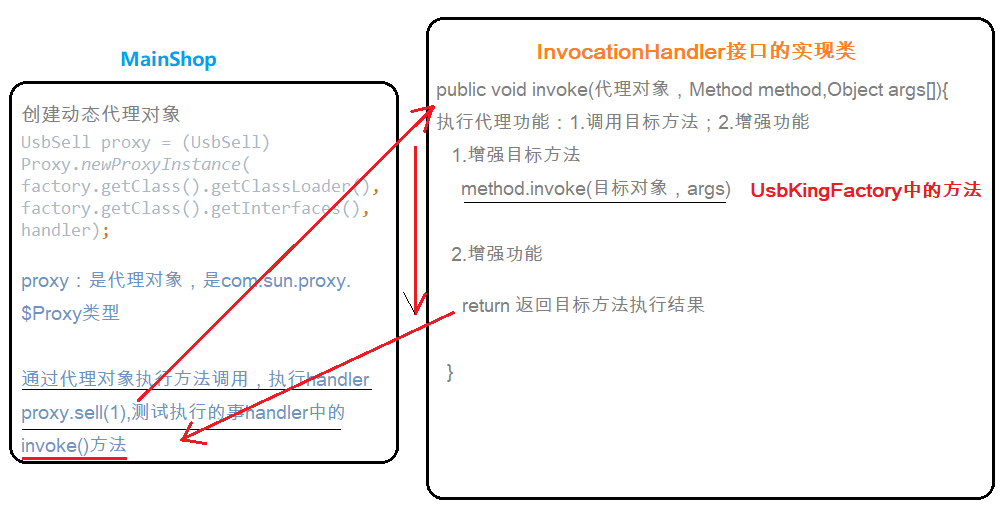 MainShop
创建动态代理对象
UsbSell proxy = (UsbSell)
Proxy.newProxyInstance(
factory.getClass().getClassLoader(),
factory.getClass().getInterfaces(),
handler);
proxy：是代理对象，是com.sun.proxy.
$Proxy类型
通过代理对象执行方法调用，执行handler
proxy.sell(1),测试执行的事handler中的
invoke()方法
InvocationHandler接口的实现类
public void invoke(代理对象，Method method,Object args[]){
执行代理功能：1.调用目标方法；2.增强功能
1.增强目标方法
method.invoke(目标对象，args) UsbKingFactory中的方法
2.增强功能
return 返回目标方法执行结果
}